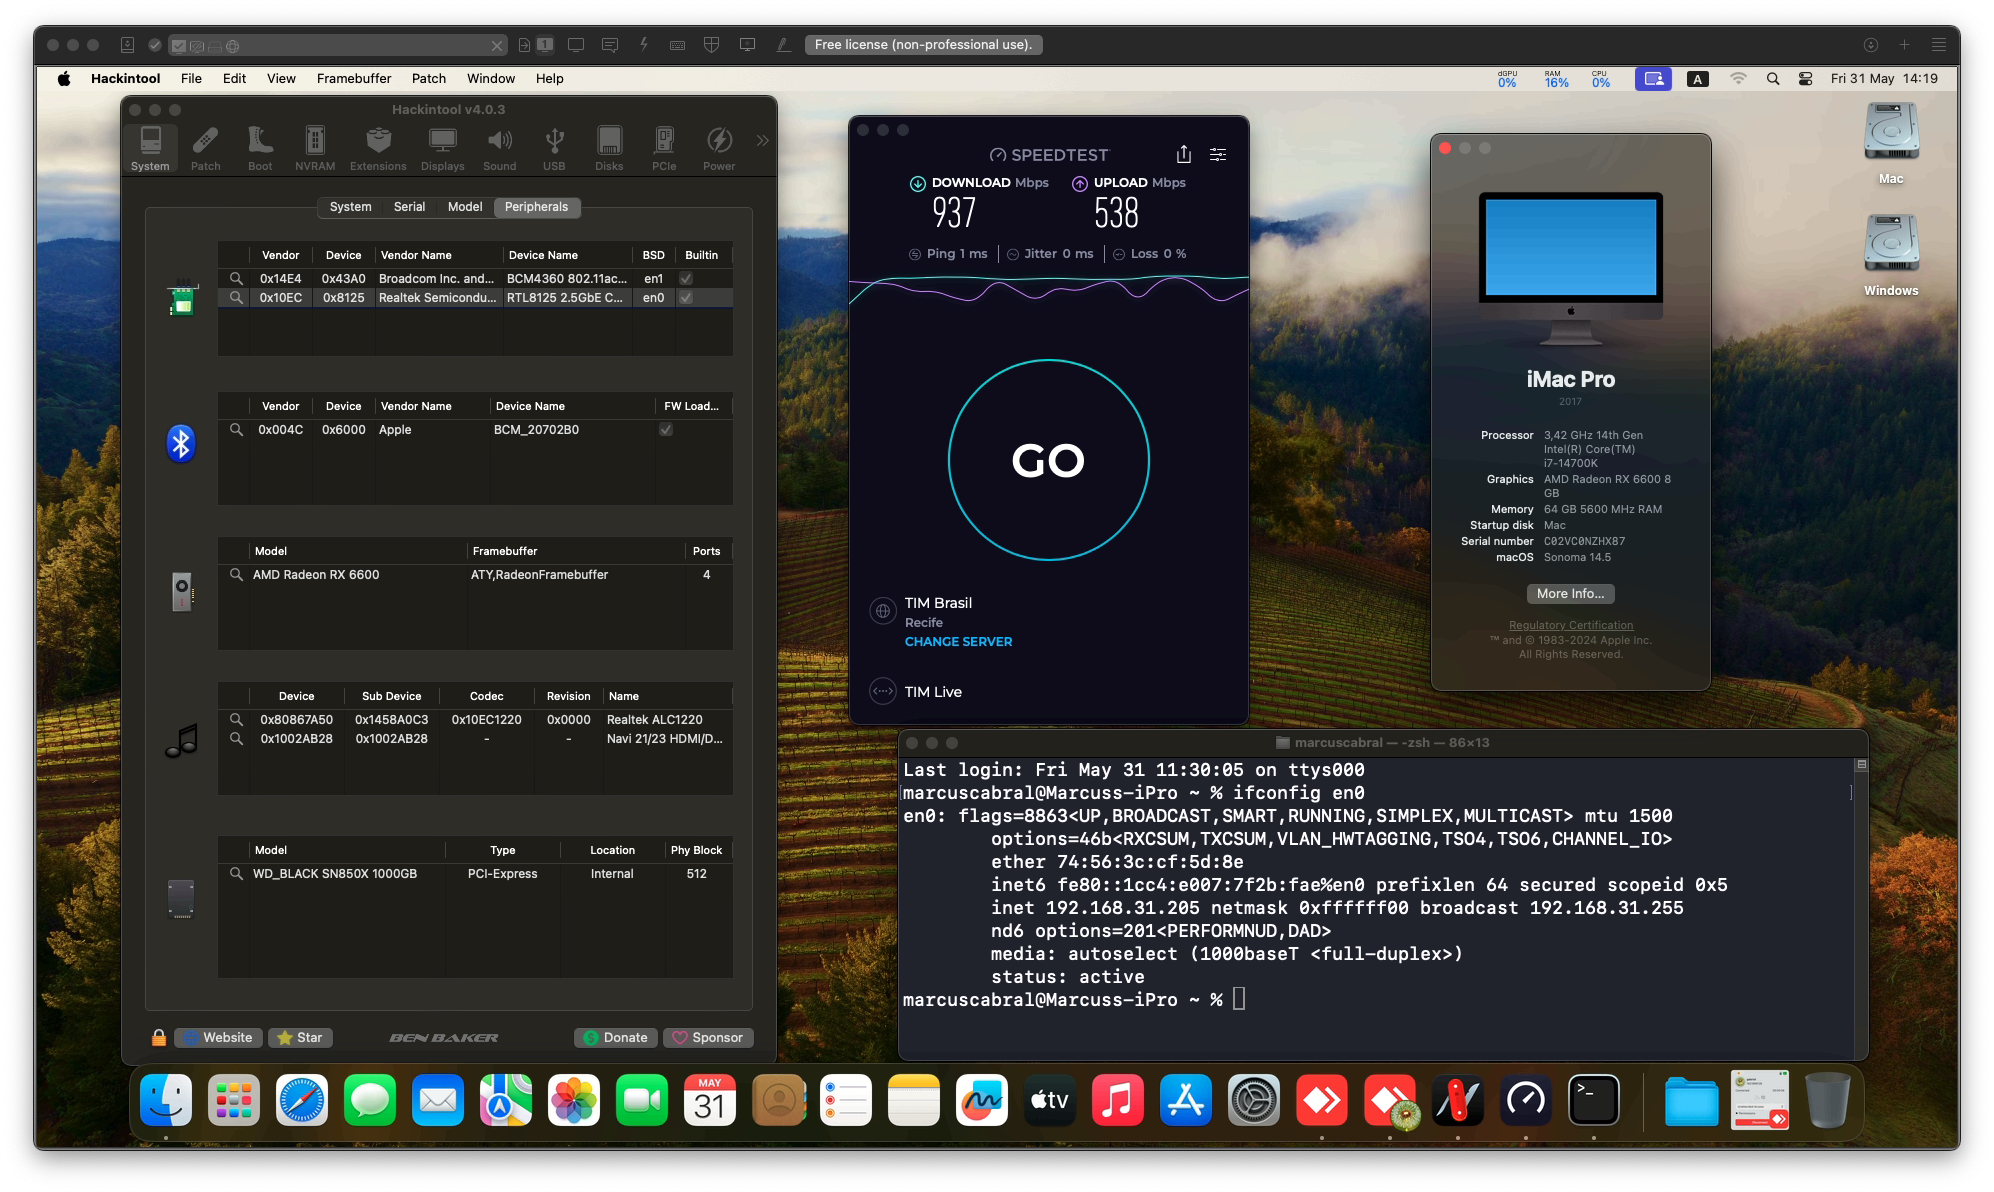 1
Free license (non-professional use).
Hackintool File Edit View Framebuffer Patch Window Help
dGPU 0% RAM 16% CPU 0% A Fri 31 May 14:19
Hackintool v4.0.3
System Patch Boot NVRAM Extensions Displays Sound USB Disks PCIe Power
System Serial Model Peripherals
Vendor Device Vendor Name Device Name BSD Builtin
0x14E4 0x43A0 Broadcom Inc. and... BCM4360 802.11ac... en1
0x10EC 0x8125 Realtek Semicondu... RTL8125 2.5GbE C... en0
Vendor Device Vendor Name Device Name FW Load...
0x004C 0x6000 Apple BCM_20702B0
Model Framebuffer Ports
AMD Radeon RX 6600 ATY,RadeonFramebuffer 4
Device Sub Device Codec Revision Name
0x80867A50 0x1458A0C3 0x10EC1220 0x0000 Realtek ALC1220
0x1002AB28 0x1002AB28 - - Navi 21/23 HDMI/D...
Model Type Location Phy Block
WD_BLACK SN850X 1000GB PCI-Express Internal 512
Website Star BEN BAKER Donate Sponsor
SPEEDTEST
DOWNLOAD Mbps UPLOAD Mbps
937 538
Ping 1 ms Jitter 0 ms Loss 0 %
GO
TIM Brasil
Recife
CHANGE SERVER
TIM Live
iMac Pro
2017
Processor 3,42 GHz 14th Gen
Intel(R) Core(TM)
i7-14700K
Graphics AMD Radeon RX 6600 8
GB
Memory 64 GB 5600 MHz RAM
Startup disk Mac
Serial number C02VC0NZHX87
macOS Sonoma 14.5
More Info...
Regulatory Certification
™ and © 1983-2024 Apple Inc.
All Rights Reserved.
Mac
Windows
marcuscabral — -zsh — 86×13
Last login: Fri May 31 11:30:05 on ttys000
[marcuscabral@Marcuss-iPro ~ % ifconfig en0 ]
en0: flags=8863<UP,BROADCAST,SMART,RUNNING,SIMPLEX,MULTICAST> mtu 1500
options=46b<RXCSUM,TXCSUM,VLAN_HWTAGGING,TSO4,TSO6,CHANNEL_IO>
ether 74:56:3c:cf:5d:8e
inet6 fe80::1cc4:e007:7f2b:fae%en0 prefixlen 64 secured scopeid 0x5
inet 192.168.31.205 netmask 0xffffff00 broadcast 192.168.31.255
nd6 options=201<PERFORMNUD,DAD>
media: autoselect (1000baseT <full-duplex>)
status: active
marcuscabral@Marcuss-iPro ~ %
MAY
31
tv
>_